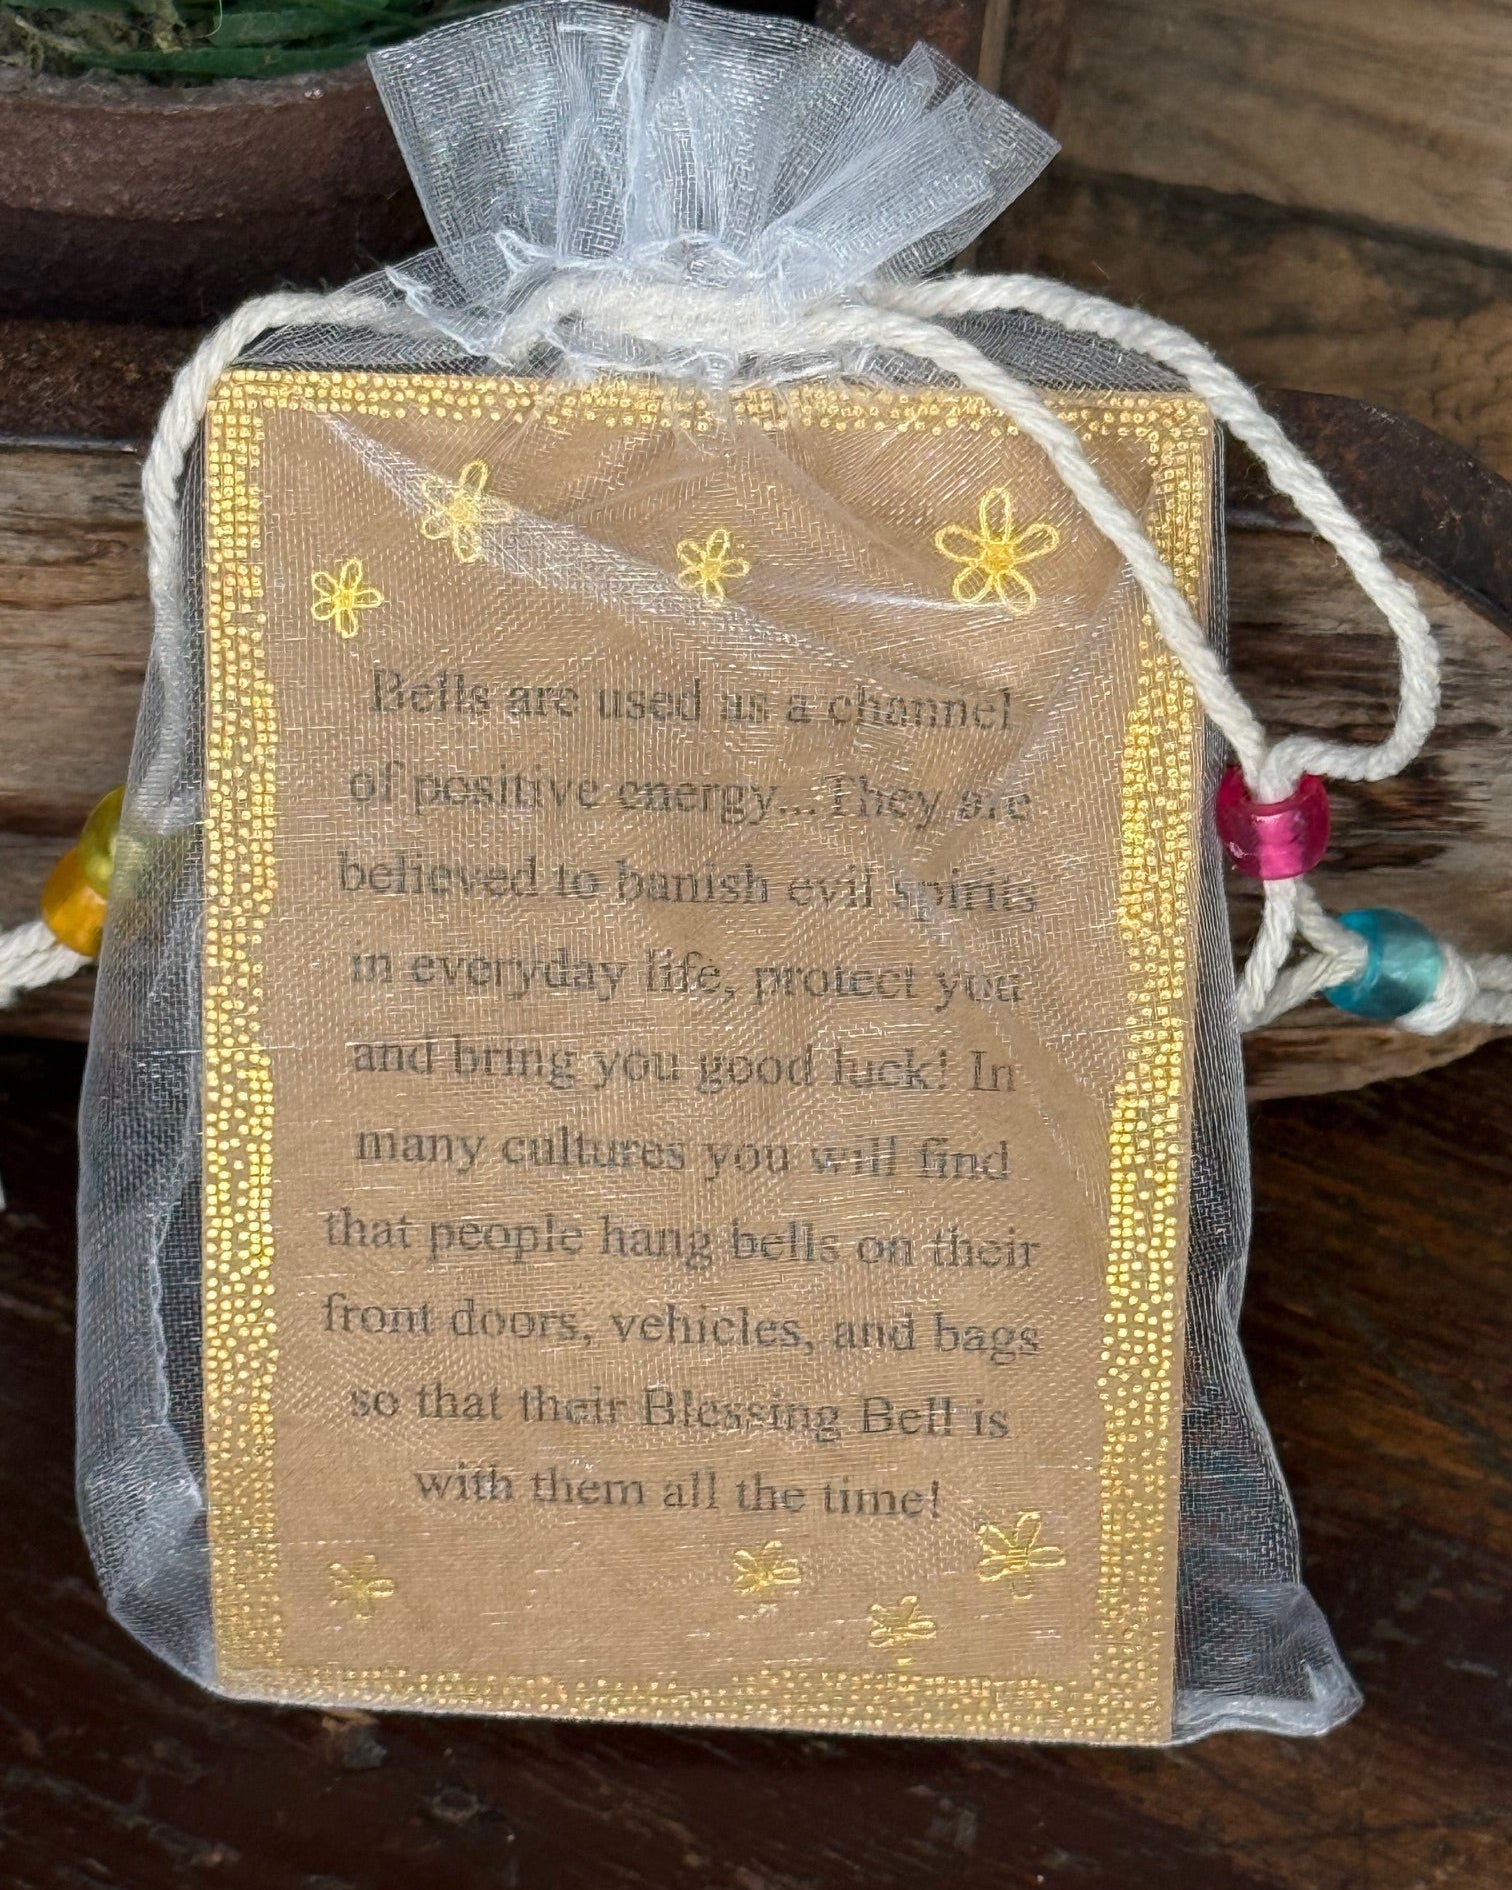 Bells are used as a channel
of positive energy...They are
believed to banish evil spirits
in everyday life, protect you
and bring you good luck! In
many cultures you will find
that people hang bells on their
front doors, vehicles, and bags
so that their Blessing Bell is
with them all the time!